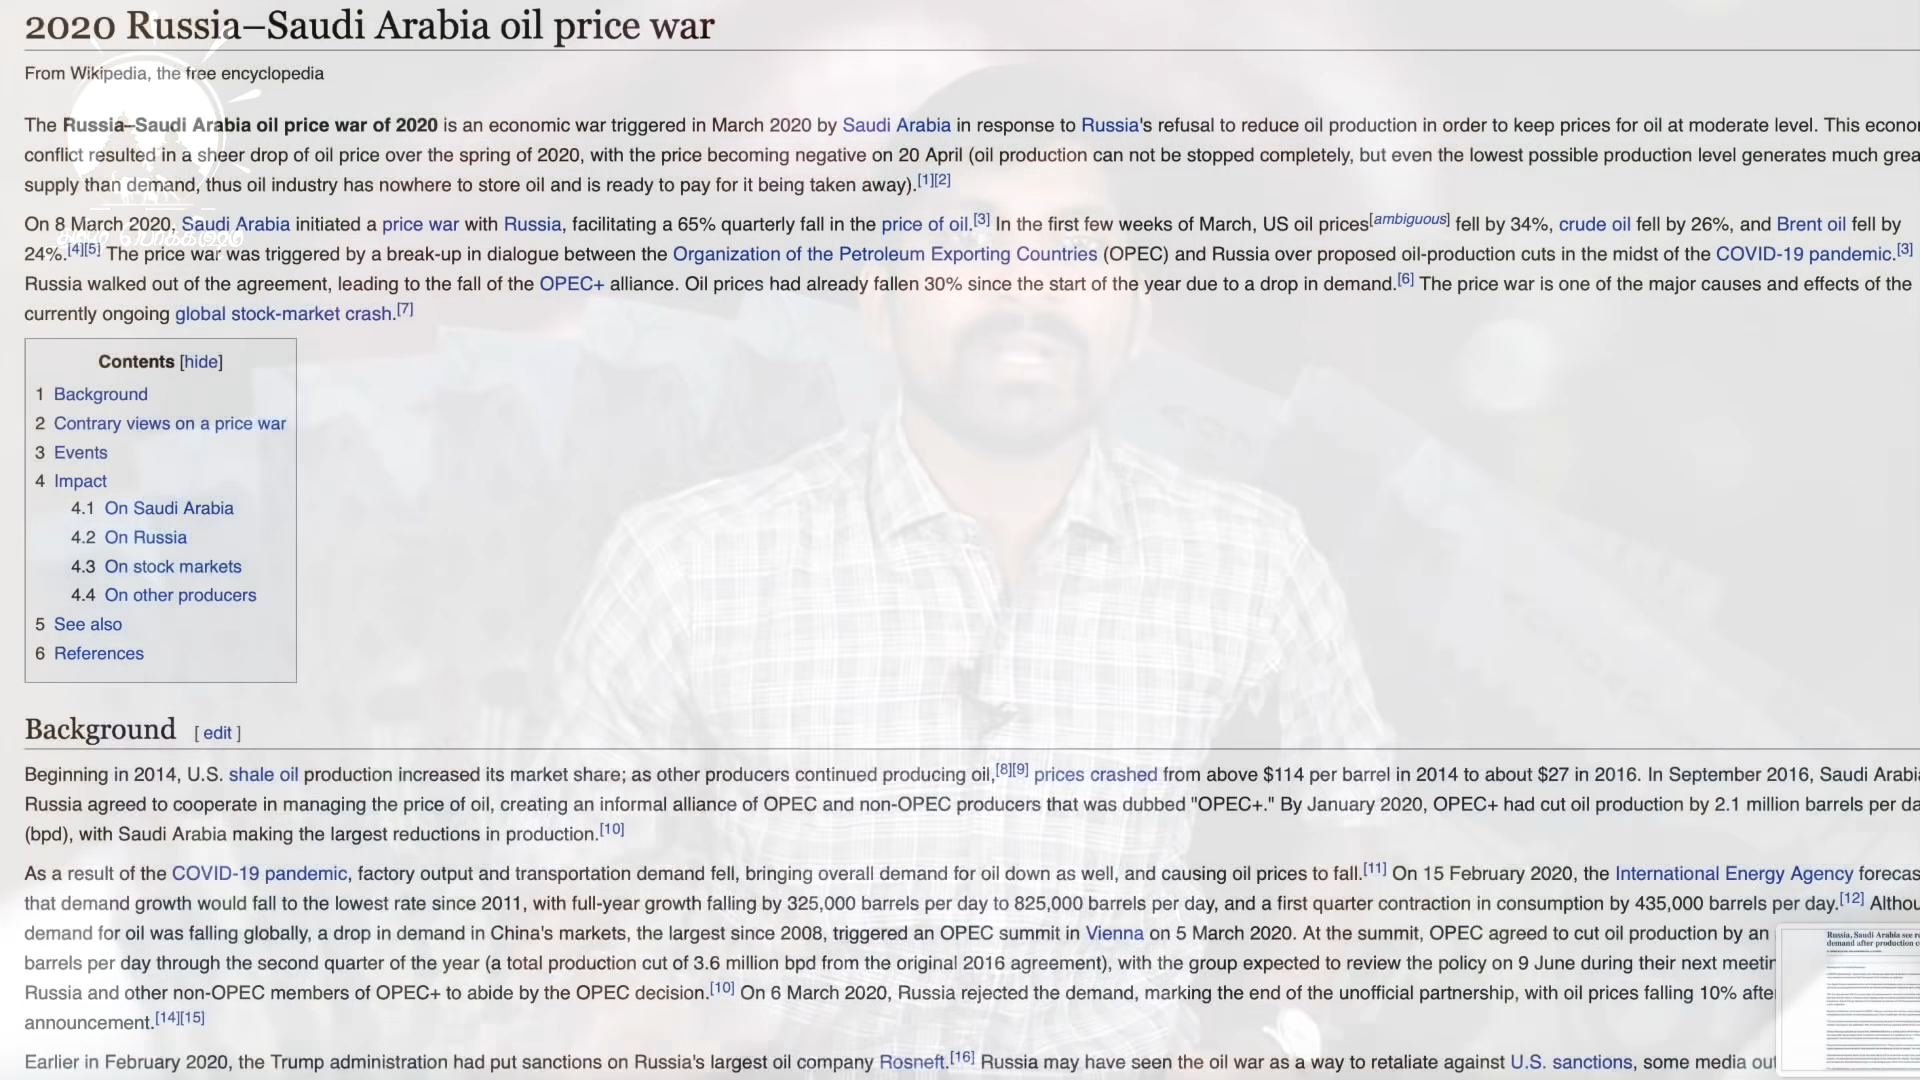 2020 Russia–Saudi Arabia oil price war
From Wikipedia, the free encyclopedia
The Russia–Saudi Arabia oil price war of 2020 is an economic war triggered in March 2020 by Saudi Arabia in response to Russia's refusal to reduce oil production in order to keep prices for oil at moderate level. This econo
conflict resulted in a sheer drop of oil price over the spring of 2020, with the price becoming negative on 20 April (oil production can not be stopped completely, but even the lowest possible production level generates much grea
supply than demand, thus oil industry has nowhere to store oil and is ready to pay for it being taken away).[1][2]
On 8 March 2020, Saudi Arabia initiated a price war with Russia, facilitating a 65% quarterly fall in the price of oil.[3] In the first few weeks of March, US oil prices[ambiguous] fell by 34%, crude oil fell by 26%, and Brent oil fell by
24%.[4][5] The price war was triggered by a break-up in dialogue between the Organization of the Petroleum Exporting Countries (OPEC) and Russia over proposed oil-production cuts in the midst of the COVID-19 pandemic.[3]
Russia walked out of the agreement, leading to the fall of the OPEC+ alliance. Oil prices had already fallen 30% since the start of the year due to a drop in demand.[6] The price war is one of the major causes and effects of the
currently ongoing global stock-market crash.[7]
Contents [hide]
1 Background
2 Contrary views on a price war
3 Events
4 Impact
4.1 On Saudi Arabia
4.2 On Russia
4.3 On stock markets
4.4 On other producers
5 See also
6 References
Background [ edit ]
Beginning in 2014, U.S. shale oil production increased its market share; as other producers continued producing oil,[8][9] prices crashed from above $114 per barrel in 2014 to about $27 in 2016. In September 2016, Saudi Arabi
Russia agreed to cooperate in managing the price of oil, creating an informal alliance of OPEC and non-OPEC producers that was dubbed "OPEC+." By January 2020, OPEC+ had cut oil production by 2.1 million barrels per da
(bpd), with Saudi Arabia making the largest reductions in production.[10]
As a result of the COVID-19 pandemic, factory output and transportation demand fell, bringing overall demand for oil down as well, and causing oil prices to fall.[11] On 15 February 2020, the International Energy Agency forecas
that demand growth would fall to the lowest rate since 2011, with full-year growth falling by 325,000 barrels per day to 825,000 barrels per day, and a first quarter contraction in consumption by 435,000 barrels per day.[12] Althou
demand for oil was falling globally, a drop in demand in China's markets, the largest since 2008, triggered an OPEC summit in Vienna on 5 March 2020. At the summit, OPEC agreed to cut oil production by an
barrels per day through the second quarter of the year (a total production cut of 3.6 million bpd from the original 2016 agreement), with the group expected to review the policy on 9 June during their next meetin
Russia and other non-OPEC members of OPEC+ to abide by the OPEC decision.[10] On 6 March 2020, Russia rejected the demand, marking the end of the unofficial partnership, with oil prices falling 10% afte
announcement.[14][15]
Earlier in February 2020, the Trump administration had put sanctions on Russia's largest oil company Rosneft.[16] Russia may have seen the oil war as a way to retaliate against U.S. sanctions, some media out
Russia, Saudi Arabia see r
demand after production c